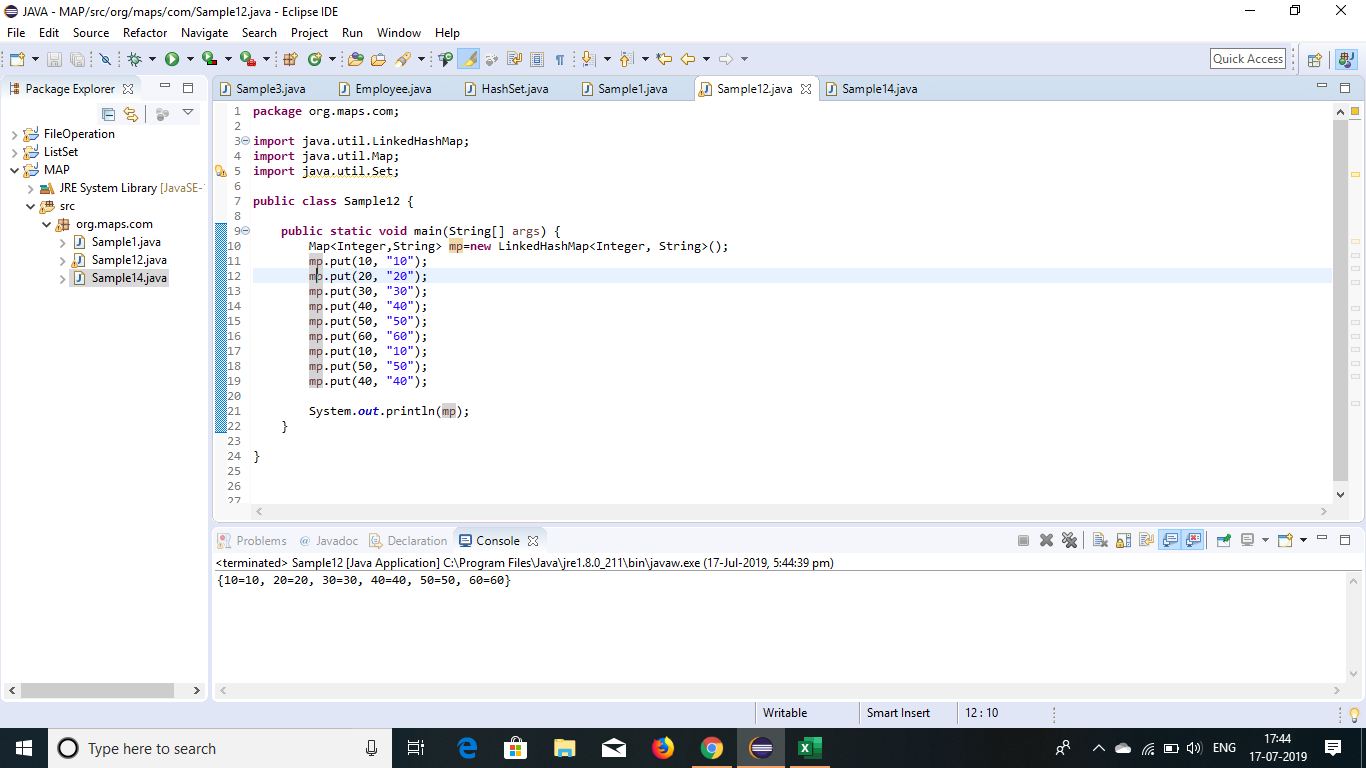 JAVA - MAP/src/org/maps/com/Sample12.java - Eclipse IDE
File Edit Source Refactor Navigate Search Project Run Window Help
Quick Access
Package Explorer
Sample3.java Employee.java HashSet.java Sample1.java Sample12.java Sample14.java
FileOperation
ListSet
MAP
JRE System Library [JavaSE-
src
org.maps.com
Sample1.java
Sample12.java
Sample14.java
1 package org.maps.com;
2
3 import java.util.LinkedHashMap;
4 import java.util.Map;
5 import java.util.Set;
6
7 public class Sample12 {
8
9 public static void main(String[] args) {
10 Map<Integer,String> mp=new LinkedHashMap<Integer, String>();
11 mp.put(10, "10");
12 mp.put(20, "20");
13 mp.put(30, "30");
14 mp.put(40, "40");
15 mp.put(50, "50");
16 mp.put(60, "60");
17 mp.put(10, "10");
18 mp.put(50, "50");
19 mp.put(40, "40");
20
21 System.out.println(mp);
22 }
23
24 }
25
26
27
Problems @ Javadoc Declaration Console
<terminated> Sample12 [Java Application] C:\Program Files\Java\jre1.8.0_211\bin\javaw.exe (17-Jul-2019, 5:44:39 pm)
{10=10, 20=20, 30=30, 40=40, 50=50, 60=60}
Writable Smart Insert 12 : 10
Type here to search
ENG
17:44
17-07-2019